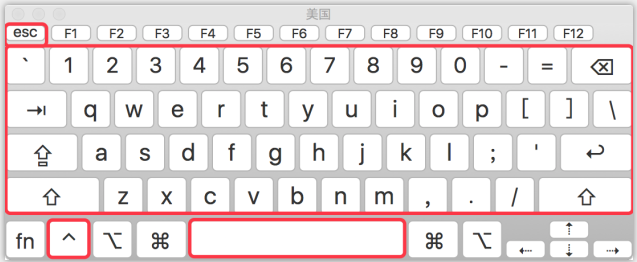 美国
esc F1 F2 F3 F4 F5 F6 F7 F8 F9 F10 F11 F12
` 1 2 3 4 5 6 7 8 9 0 - = ⌫
⇥ q w e r t y u i o p [ ] \
⇪ a s d f g h j k l ; ' ↩
⇧ z x c v b n m , . / ⇧
fn ^ ⌥ ⌘ ⌘ ⌥ ⇠ ⇡ ⇣ ⇢